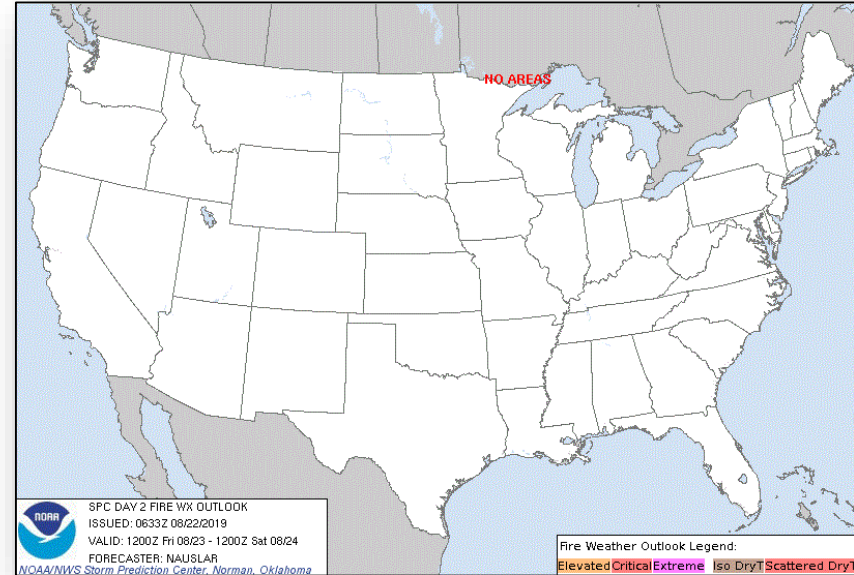 NO AREAS
NOAA
SPC DAY 2 FIRE WX OUTLOOK
ISSUED: 0633Z 08/22/2019
VALID: 1200Z Fri 08/23 - 1200Z Sat 08/24
FORECASTER: NAUSLAR
NOAA/NWS Storm Prediction Center, Norman, Oklahoma
Fire Weather Outlook Legend:
Elevated Critical Extreme Iso DryT Scattered DryT